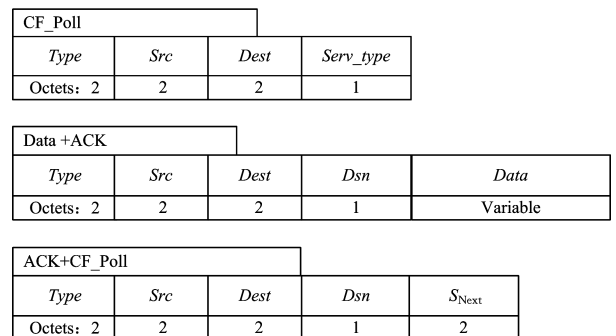 CF_Poll
Type Src Dest Serv_type
Octets: 2 2 2 1
Data +ACK
Type Src Dest Dsn Data
Octets: 2 2 2 1 Variable
ACK+CF_Poll
Type Src Dest Dsn SNext
Octets: 2 2 2 1 2